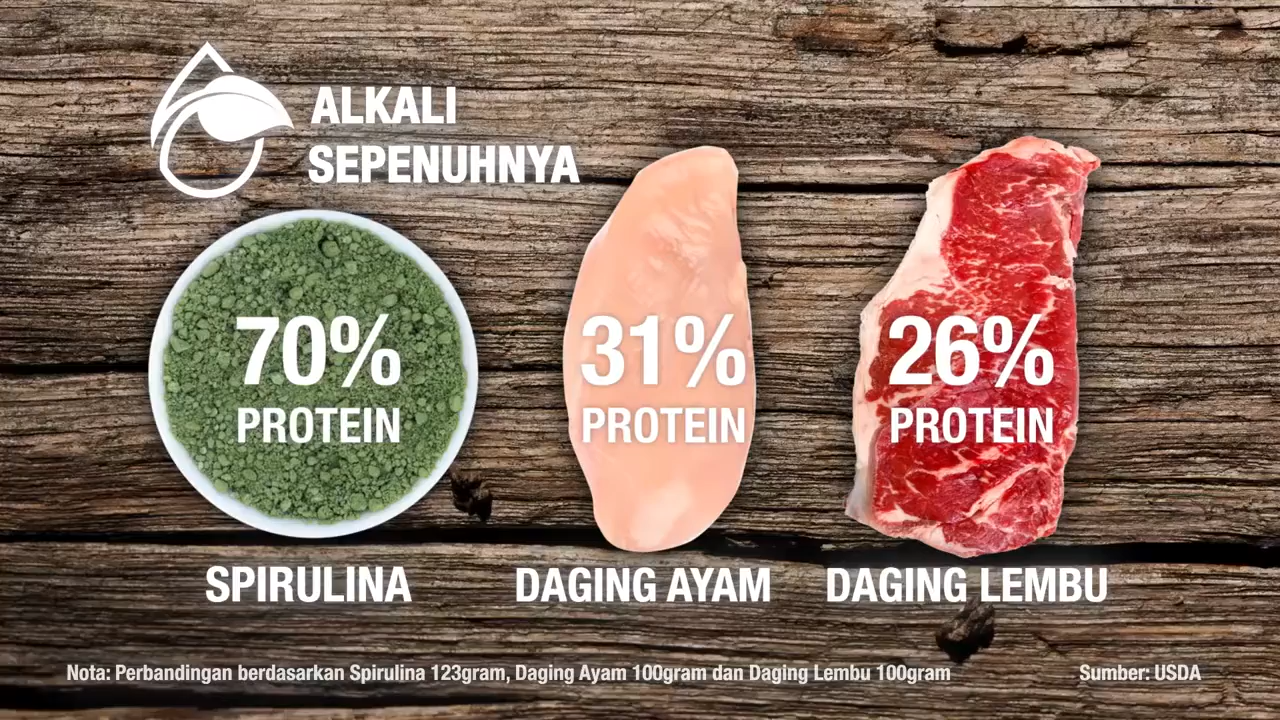 ALKALI
SEPENUHNYA
70%
PROTEIN
31%
PROTEIN
26%
PROTEIN
SPIRULINA
DAGING AYAM
DAGING LEMBU
Nota: Perbandingan berdasarkan Spirulina 123gram, Daging Ayam 100gram dan Daging Lembu 100gram
Sumber: USDA